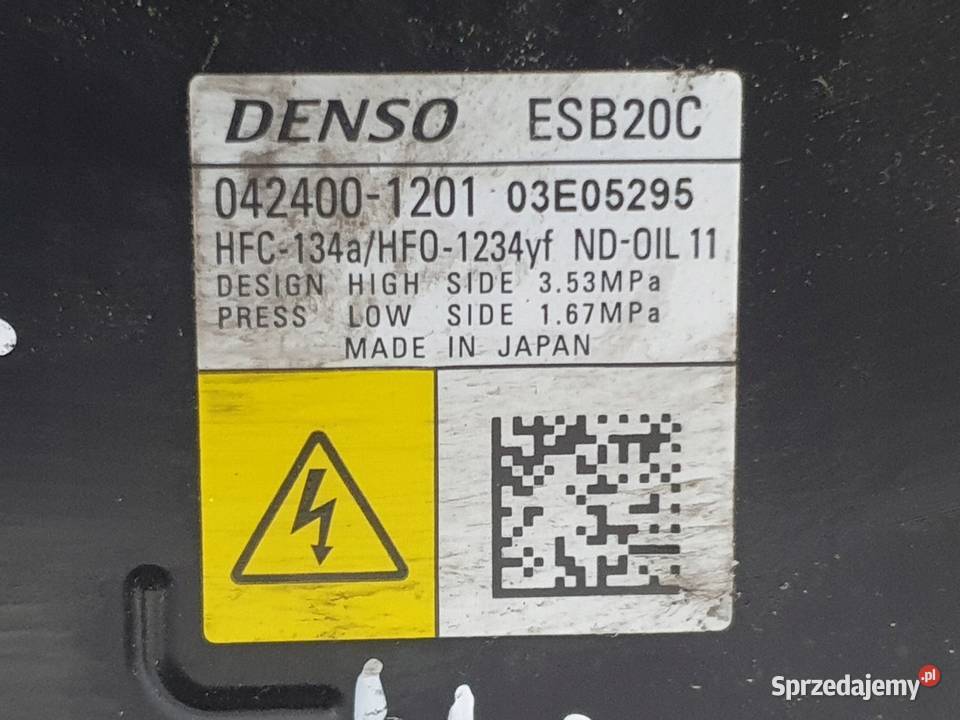 DENSO ESB20C
042400-1201 03E05295
HFC-134a/HFO-1234yf ND-OIL 11
DESIGN HIGH SIDE 3.53MPa
PRESS LOW SIDE 1.67MPa
MADE IN JAPAN
Sprzedajemy.pl